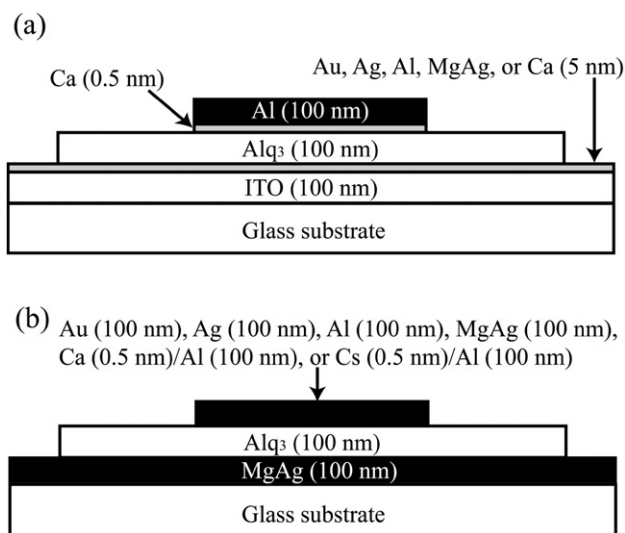 (a)
Au, Ag, Al, MgAg, or Ca (5 nm)
Ca (0.5 nm)
Al (100 nm)
Alq₃ (100 nm)
ITO (100 nm)
Glass substrate
(b)
Au (100 nm), Ag (100 nm), Al (100 nm), MgAg (100 nm),
Ca (0.5 nm)/Al (100 nm), or Cs (0.5 nm)/Al (100 nm)
Alq₃ (100 nm)
MgAg (100 nm)
Glass substrate